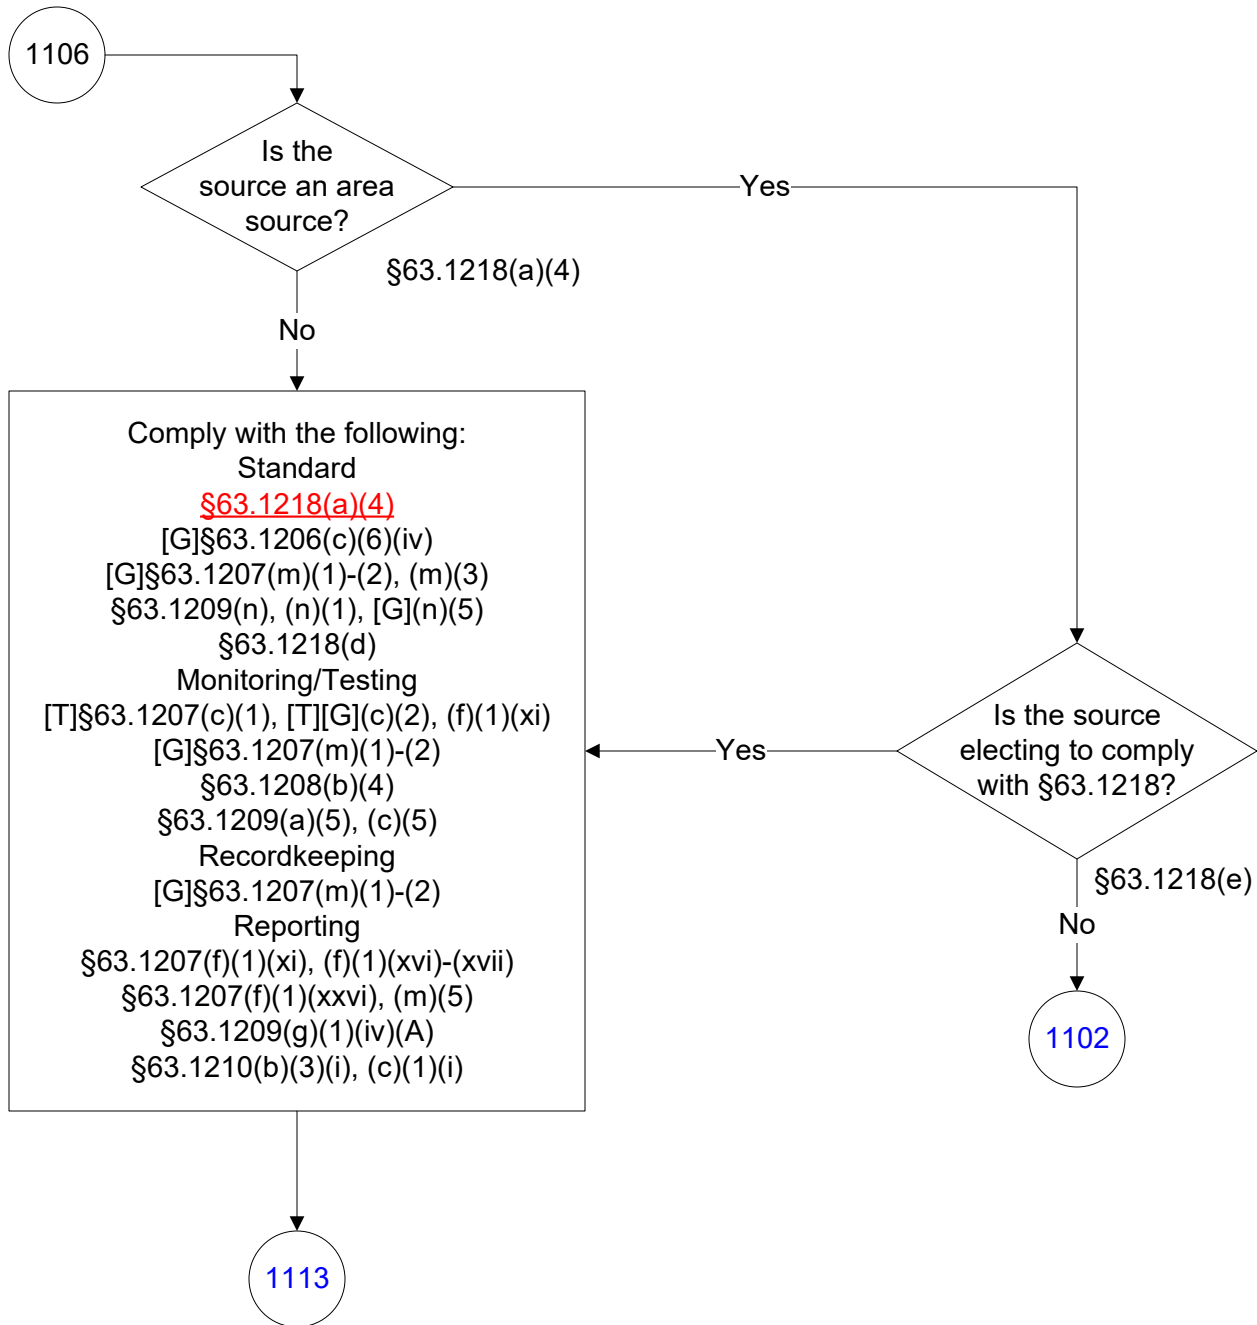 1106
Is the
source an area
source?
Yes
§63.1218(a)(4)
No
Comply with the following:
Standard
§63.1218(a)(4)
[G]§63.1206(c)(6)(iv)
[G]§63.1207(m)(1)-(2), (m)(3)
§63.1209(n), (n)(1), [G](n)(5)
§63.1218(d)
Monitoring/Testing
[T]§63.1207(c)(1), [T][G](c)(2), (f)(1)(xi)
[G]§63.1207(m)(1)-(2)
§63.1208(b)(4)
§63.1209(a)(5), (c)(5)
Recordkeeping
[G]§63.1207(m)(1)-(2)
Reporting
§63.1207(f)(1)(xi), (f)(1)(xvi)-(xvii)
§63.1207(f)(1)(xxvi), (m)(5)
§63.1209(g)(1)(iv)(A)
§63.1210(b)(3)(i), (c)(1)(i)
Yes
Is the source
electing to comply
with §63.1218?
§63.1218(e)
No
1102
1113